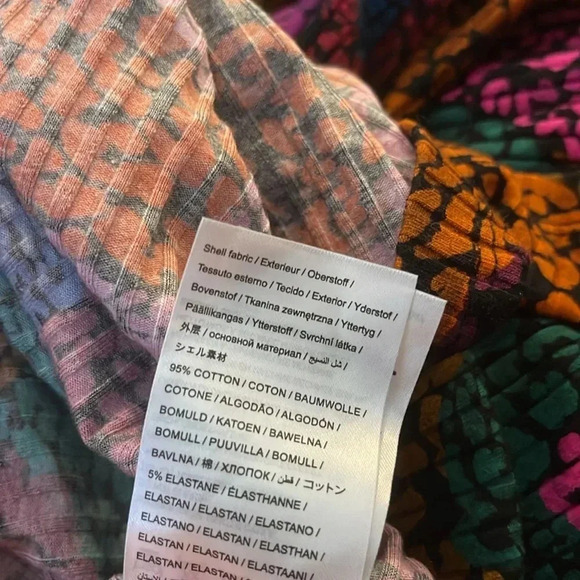 Shell fabric / Exterieur / Oberstoff /
Tessuto esterno / Tecido / Exterior / Yderstof /
Bovenstof / Tkanina zewnętrzna / Yttertyg /
Päällikangas / Ytterstoff / Svrchní látka /
外层 / основной материал / شل النسيج /
シェル素材
95% COTTON / COTON / BAUMWOLLE /
COTONE / ALGODÃO / ALGODÓN /
BOMULD / KATOEN / BAWEŁNA /
BOMULL / PUUVILLA / BOMULL /
BAVLNA / 棉 / ХЛОПОК / قطن / コットン
5% ELASTANE / ÉLASTHANNE /
ELASTAN / ELASTAN / ELASTANO /
ELASTANO / ELASTAN / ELASTHAN /
ELASTAN / ELASTAN / ELASTAANI /
ELASTAN / ELASTAN /